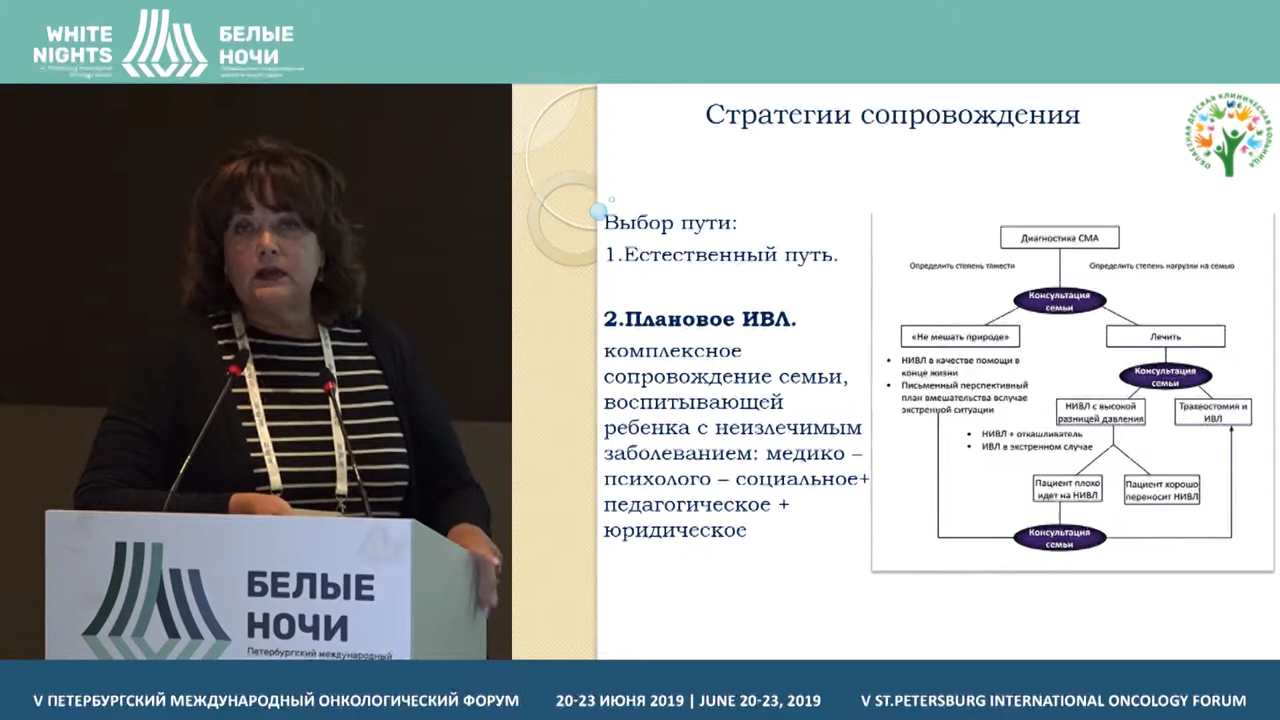 WHITE
NIGHTS
БЕЛЫЕ
НОЧИ
Стратегии сопровождения
ОБЛАСТНАЯ ДЕТСКАЯ КЛИНИЧЕСКАЯ БОЛЬНИЦА
Выбор пути:
1.Естественный путь.
2.Плановое ИВЛ.
комплексное
сопровождение семьи,
воспитывающей
ребенка с неизлечимым
заболеванием: медико –
психолого – социальное+
педагогическое +
юридическое
Диагностика СМА
Определить степень тяжести
Определить степень нагрузки на семью
Консультация
семьи
«Не мешать природе»
Лечить
• НИВЛ в качестве помощи в
конце жизни
• Письменный перспективный
план вмешательства вслучае
экстренной ситуации
Консультация
семьи
НИВЛ с высокой
разницей давления
Трахеостомия и
ИВЛ
• НИВЛ + откашливатель
• ИВЛ в экстренном случае
Пациент плохо
идет на НИВЛ
Пациент хорошо
переносит НИВЛ
Консультация
семьи
БЕЛЫЕ
НОЧИ
Петербургский международный
V ПЕТЕРБУРГСКИЙ МЕЖДУНАРОДНЫЙ ОНКОЛОГИЧЕСКИЙ ФОРУМ
20-23 ИЮНЯ 2019 | JUNE 20-23, 2019
V ST.PETERSBURG INTERNATIONAL ONCOLOGY FORUM